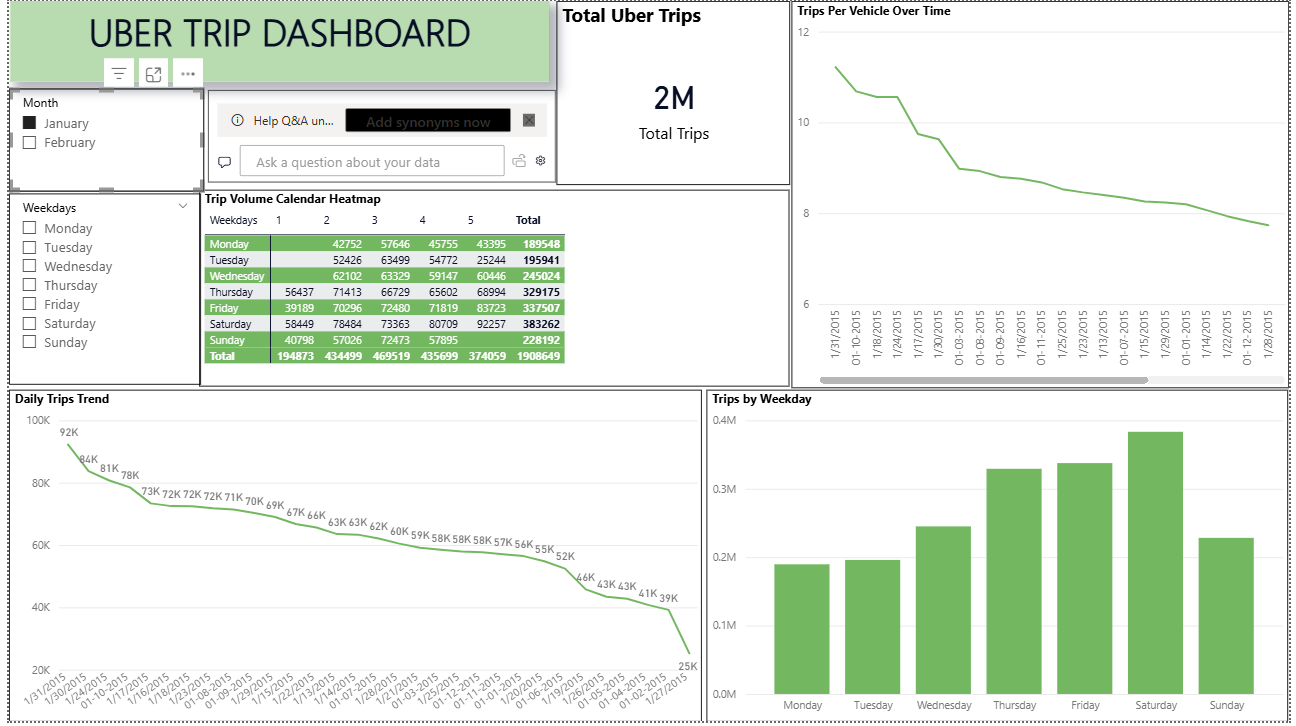 UBER TRIP DASHBOARD
Month
January
February
Help Q&A un...
Add synonyms now
Ask a question about your data
Total Uber Trips
2M
Total Trips
Weekdays
Monday
Tuesday
Wednesday
Thursday
Friday
Saturday
Sunday
Trip Volume Calendar Heatmap
Weekdays 1 2 3 4 5 Total
Monday 42752 57646 45755 43395 189548
Tuesday 52426 63499 54772 25244 195941
Wednesday 62102 63329 59147 60446 245024
Thursday 56437 71413 66729 65602 68994 329175
Friday 39189 70296 72480 71819 83723 337507
Saturday 58449 78484 73363 80709 92257 383262
Sunday 40798 57026 72473 57895 228192
Total 194873 434499 469519 435699 374059 1908649
Trips Per Vehicle Over Time
12
10
8
6
1/31/2015
01-10-2015
1/18/2015
1/24/2015
1/17/2015
1/30/2015
01-03-2015
01-08-2015
01-09-2015
1/16/2015
01-11-2015
1/25/2015
1/23/2015
1/13/2015
01-07-2015
1/15/2015
1/29/2015
01-01-2015
1/14/2015
1/22/2015
01-12-2015
1/28/2015
Daily Trips Trend
100K
80K
60K
40K
20K
92K 84K 81K 78K 73K 72K 72K 72K 71K 70K 69K 67K 66K 63K 63K 62K 60K 59K 58K 58K 58K 57K 56K 55K 52K 46K 43K 43K 41K 39K 25K
1/31/2015
1/30/2015
1/24/2015
01-10-2015
1/17/2015
1/16/2015
1/18/2015
1/23/2015
01-08-2015
01-09-2015
1/29/2015
1/15/2015
1/22/2015
1/13/2015
1/14/2015
01-07-2015
1/28/2015
1/21/2015
01-03-2015
1/25/2015
01-12-2015
01-11-2015
01-01-2015
1/20/2015
01-06-2015
1/19/2015
1/26/2015
01-05-2015
01-04-2015
01-02-2015
1/27/2015
Trips by Weekday
0.4M
0.3M
0.2M
0.1M
0.0M
Monday Tuesday Wednesday Thursday Friday Saturday Sunday